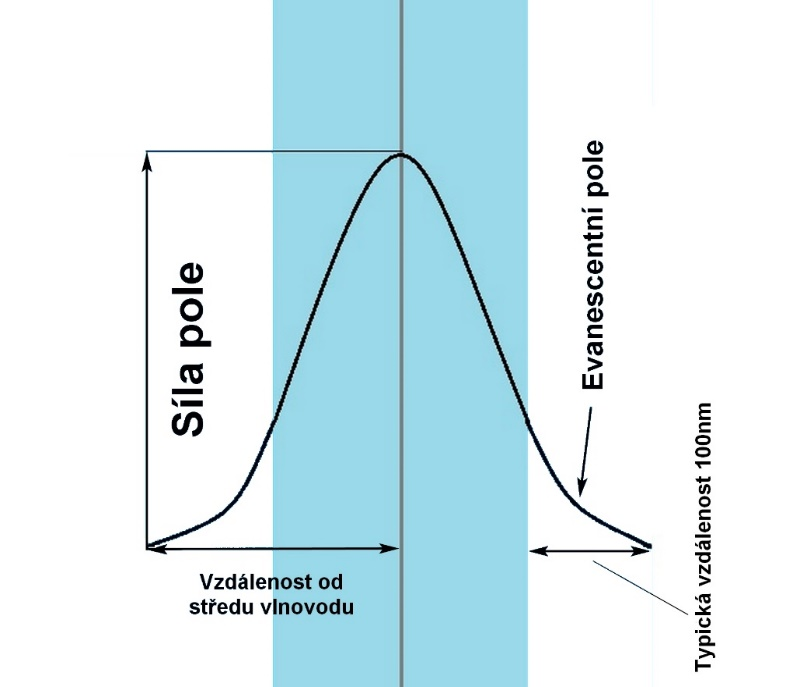 Síla pole
Evanescentní pole
Typická vzdálenost 100nm
Vzdálenost od
středu vlnovodu